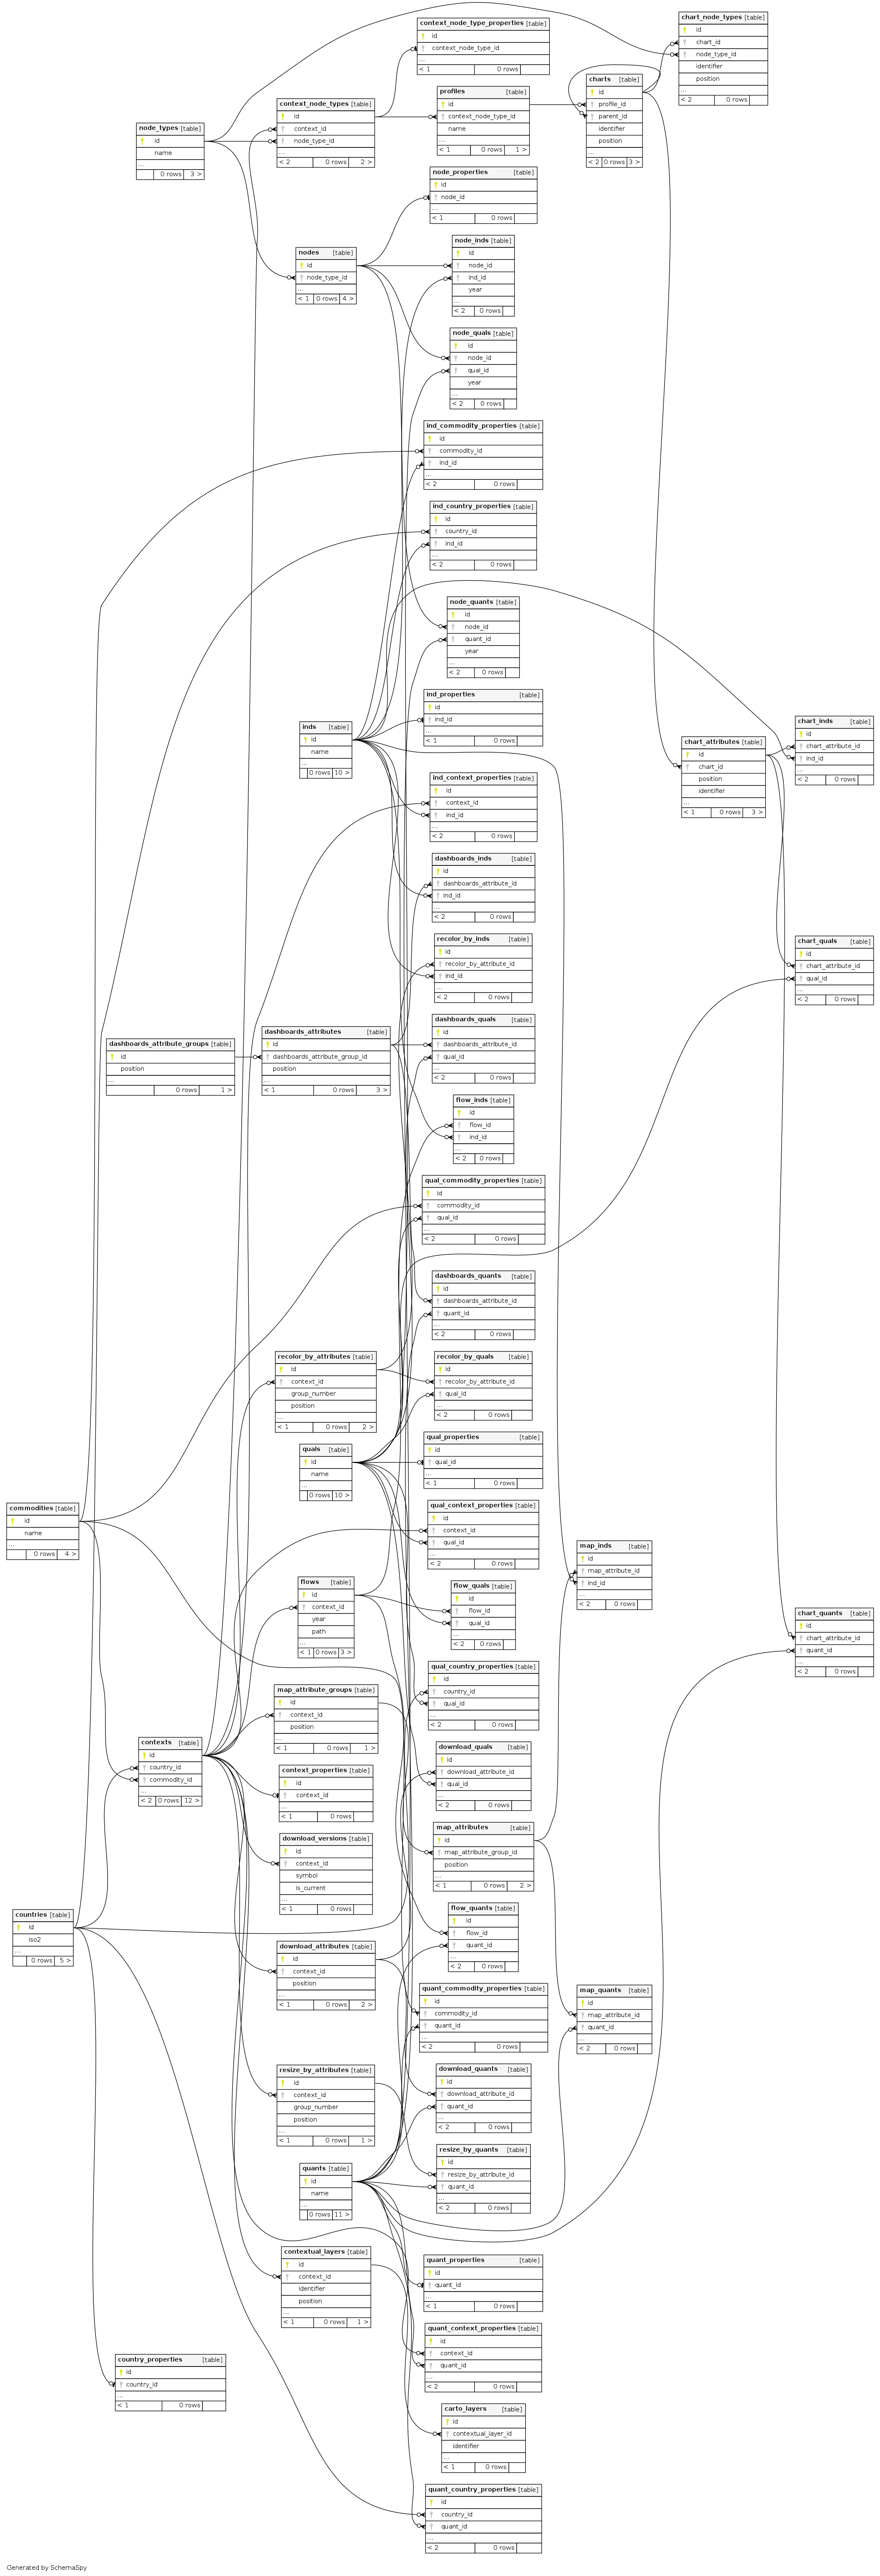 context_node_type_properties [table]
id
context_node_type_id
...
< 1 0 rows
chart_node_types [table]
id
chart_id
node_type_id
identifier
position
...
< 2 0 rows
charts [table]
id
profile_id
parent_id
identifier
position
...
< 2 0 rows 3 >
profiles [table]
id
context_node_type_id
name
...
< 1 0 rows 1 >
context_node_types [table]
id
context_id
node_type_id
...
< 2 0 rows 2 >
node_types [table]
id
name
...
0 rows 3 >
node_properties [table]
id
node_id
...
< 1 0 rows
node_inds [table]
id
node_id
ind_id
year
...
< 2 0 rows
nodes [table]
id
node_type_id
...
< 1 0 rows 4 >
node_quals [table]
id
node_id
qual_id
year
...
< 2 0 rows
ind_commodity_properties [table]
id
commodity_id
ind_id
...
< 2 0 rows
ind_country_properties [table]
id
country_id
ind_id
...
< 2 0 rows
node_quants [table]
id
node_id
quant_id
year
...
< 2 0 rows
ind_properties [table]
id
ind_id
...
< 1 0 rows
inds [table]
id
name
...
0 rows 10 >
chart_inds [table]
id
chart_attribute_id
ind_id
...
< 2 0 rows
chart_attributes [table]
id
chart_id
position
identifier
...
< 1 0 rows 3 >
ind_context_properties [table]
id
context_id
ind_id
...
< 2 0 rows
dashboards_inds [table]
id
dashboards_attribute_id
ind_id
...
< 2 0 rows
recolor_by_inds [table]
id
recolor_by_attribute_id
ind_id
...
< 2 0 rows
chart_quals [table]
id
chart_attribute_id
qual_id
...
< 2 0 rows
dashboards_quals [table]
id
dashboards_attribute_id
qual_id
...
< 2 0 rows
dashboards_attributes [table]
id
dashboards_attribute_group_id
position
...
< 1 0 rows 3 >
dashboards_attribute_groups [table]
id
position
...
0 rows 1 >
flow_inds [table]
id
flow_id
ind_id
...
< 2 0 rows
qual_commodity_properties [table]
id
commodity_id
qual_id
...
< 2 0 rows
dashboards_quants [table]
id
dashboards_attribute_id
quant_id
...
< 2 0 rows
recolor_by_attributes [table]
id
context_id
group_number
position
...
< 1 0 rows 2 >
recolor_by_quals [table]
id
recolor_by_attribute_id
qual_id
...
< 2 0 rows
qual_properties [table]
id
qual_id
...
< 1 0 rows
quals [table]
id
name
...
0 rows 10 >
commodities [table]
id
name
...
0 rows 4 >
qual_context_properties [table]
id
context_id
qual_id
...
< 2 0 rows
map_inds [table]
id
map_attribute_id
ind_id
...
< 2 0 rows
flows [table]
id
context_id
year
path
...
< 1 0 rows 3 >
flow_quals [table]
id
flow_id
qual_id
...
< 2 0 rows
chart_quants [table]
id
chart_attribute_id
quant_id
...
< 2 0 rows
qual_country_properties [table]
id
country_id
qual_id
...
< 2 0 rows
map_attribute_groups [table]
id
context_id
position
...
< 1 0 rows 1 >
contexts [table]
id
country_id
commodity_id
...
< 2 0 rows 12 >
download_quals [table]
id
download_attribute_id
qual_id
...
< 2 0 rows
context_properties [table]
id
context_id
...
< 1 0 rows
map_attributes [table]
id
map_attribute_group_id
position
...
< 1 0 rows 2 >
download_versions [table]
id
context_id
symbol
is_current
...
< 1 0 rows
flow_quants [table]
id
flow_id
quant_id
...
< 2 0 rows
countries [table]
id
iso2
...
0 rows 5 >
download_attributes [table]
id
context_id
position
...
< 1 0 rows 2 >
quant_commodity_properties [table]
id
commodity_id
quant_id
...
< 2 0 rows
map_quants [table]
id
map_attribute_id
quant_id
...
< 2 0 rows
download_quants [table]
id
download_attribute_id
quant_id
...
< 2 0 rows
resize_by_attributes [table]
id
context_id
group_number
position
...
< 1 0 rows 1 >
resize_by_quants [table]
id
resize_by_attribute_id
quant_id
...
< 2 0 rows
quants [table]
id
name
...
0 rows 11 >
contextual_layers [table]
id
context_id
identifier
position
...
< 1 0 rows 1 >
quant_properties [table]
id
quant_id
...
< 1 0 rows
quant_context_properties [table]
id
context_id
quant_id
...
< 2 0 rows
country_properties [table]
id
country_id
...
< 1 0 rows
carto_layers [table]
id
contextual_layer_id
identifier
...
< 1 0 rows
quant_country_properties [table]
id
country_id
quant_id
...
< 2 0 rows
Generated by SchemaSpy